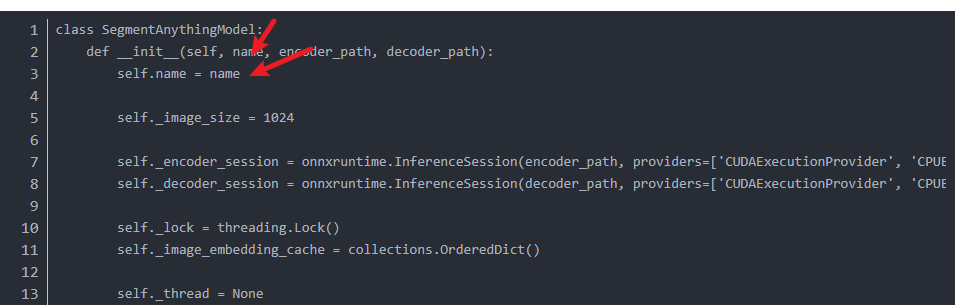 1 class SegmentAnythingModel:
2 def __init__(self, name, encoder_path, decoder_path):
3 self.name = name
4
5 self._image_size = 1024
6
7 self._encoder_session = onnxruntime.InferenceSession(encoder_path, providers=['CUDAExecutionProvider', 'CPUE
8 self._decoder_session = onnxruntime.InferenceSession(decoder_path, providers=['CUDAExecutionProvider', 'CPUE
9
10 self._lock = threading.Lock()
11 self._image_embedding_cache = collections.OrderedDict()
12
13 self._thread = None